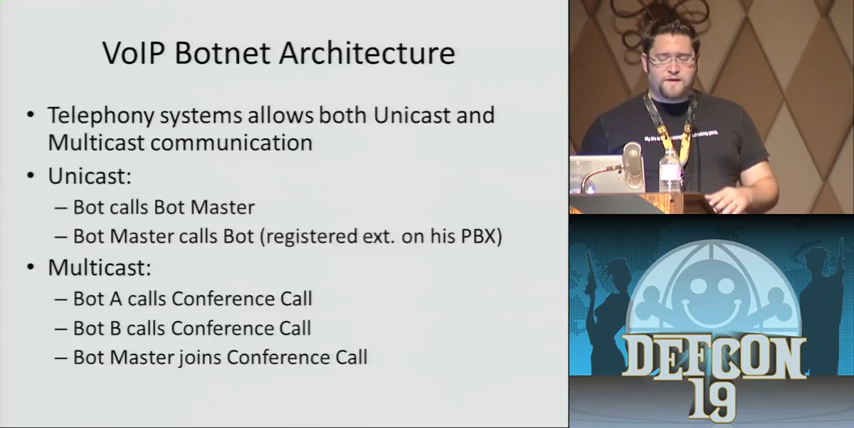 VoIP Botnet Architecture
• Telephony systems allows both Unicast and
Multicast communication
• Unicast:
– Bot calls Bot Master
– Bot Master calls Bot (registered ext. on his PBX)
• Multicast:
– Bot A calls Conference Call
– Bot B calls Conference Call
– Bot Master joins Conference Call
DEFCON
19